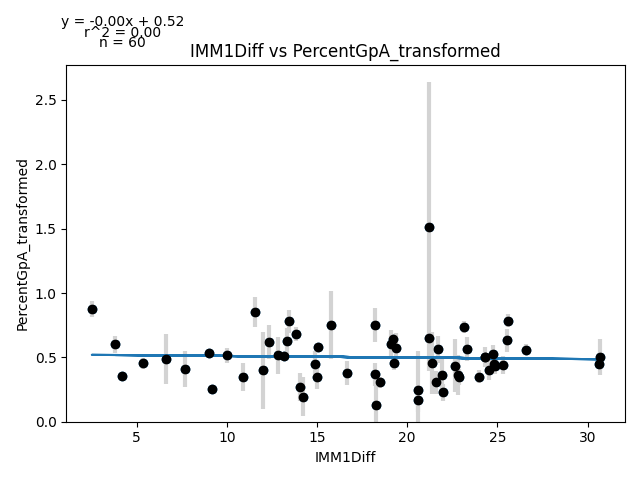 y = -0.00x + 0.52
r^2 = 0.00
n = 60
IMM1Diff vs PercentGpA_transformed
PercentGpA_transformed
2.5
2.0
1.5
1.0
0.5
0.0
5 10 15 20 25 30
IMM1Diff